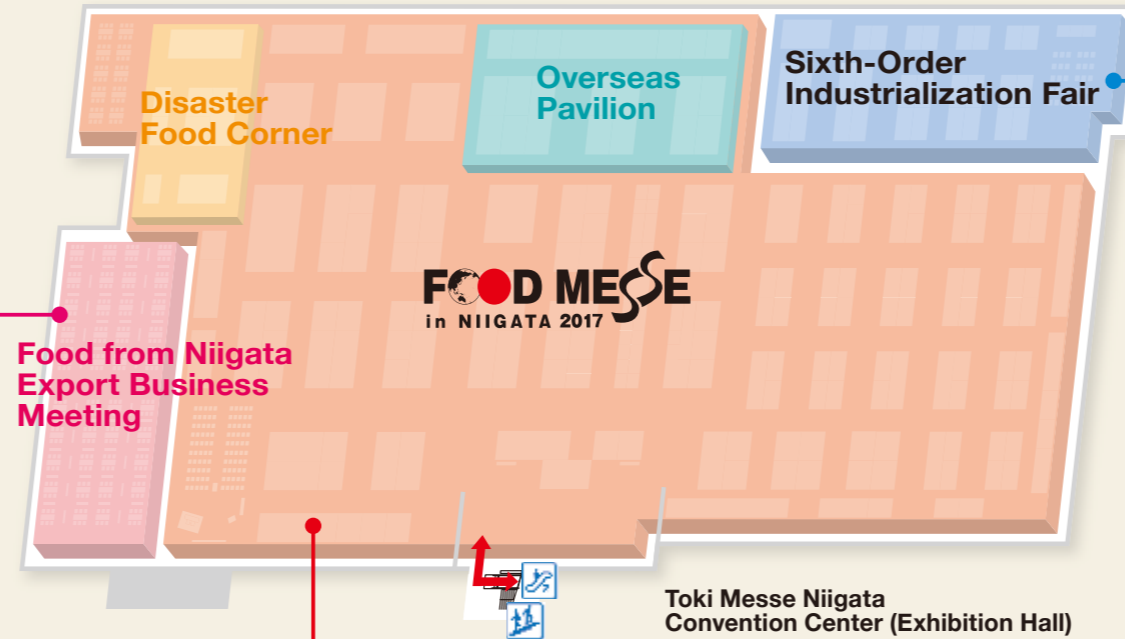 Disaster
Food Corner
Overseas
Pavilion
Sixth-Order
Industrialization Fair
FOOD MESSE
in NIIGATA 2017
Food from Niigata
Export Business
Meeting
Toki Messe Niigata
Convention Center (Exhibition Hall)